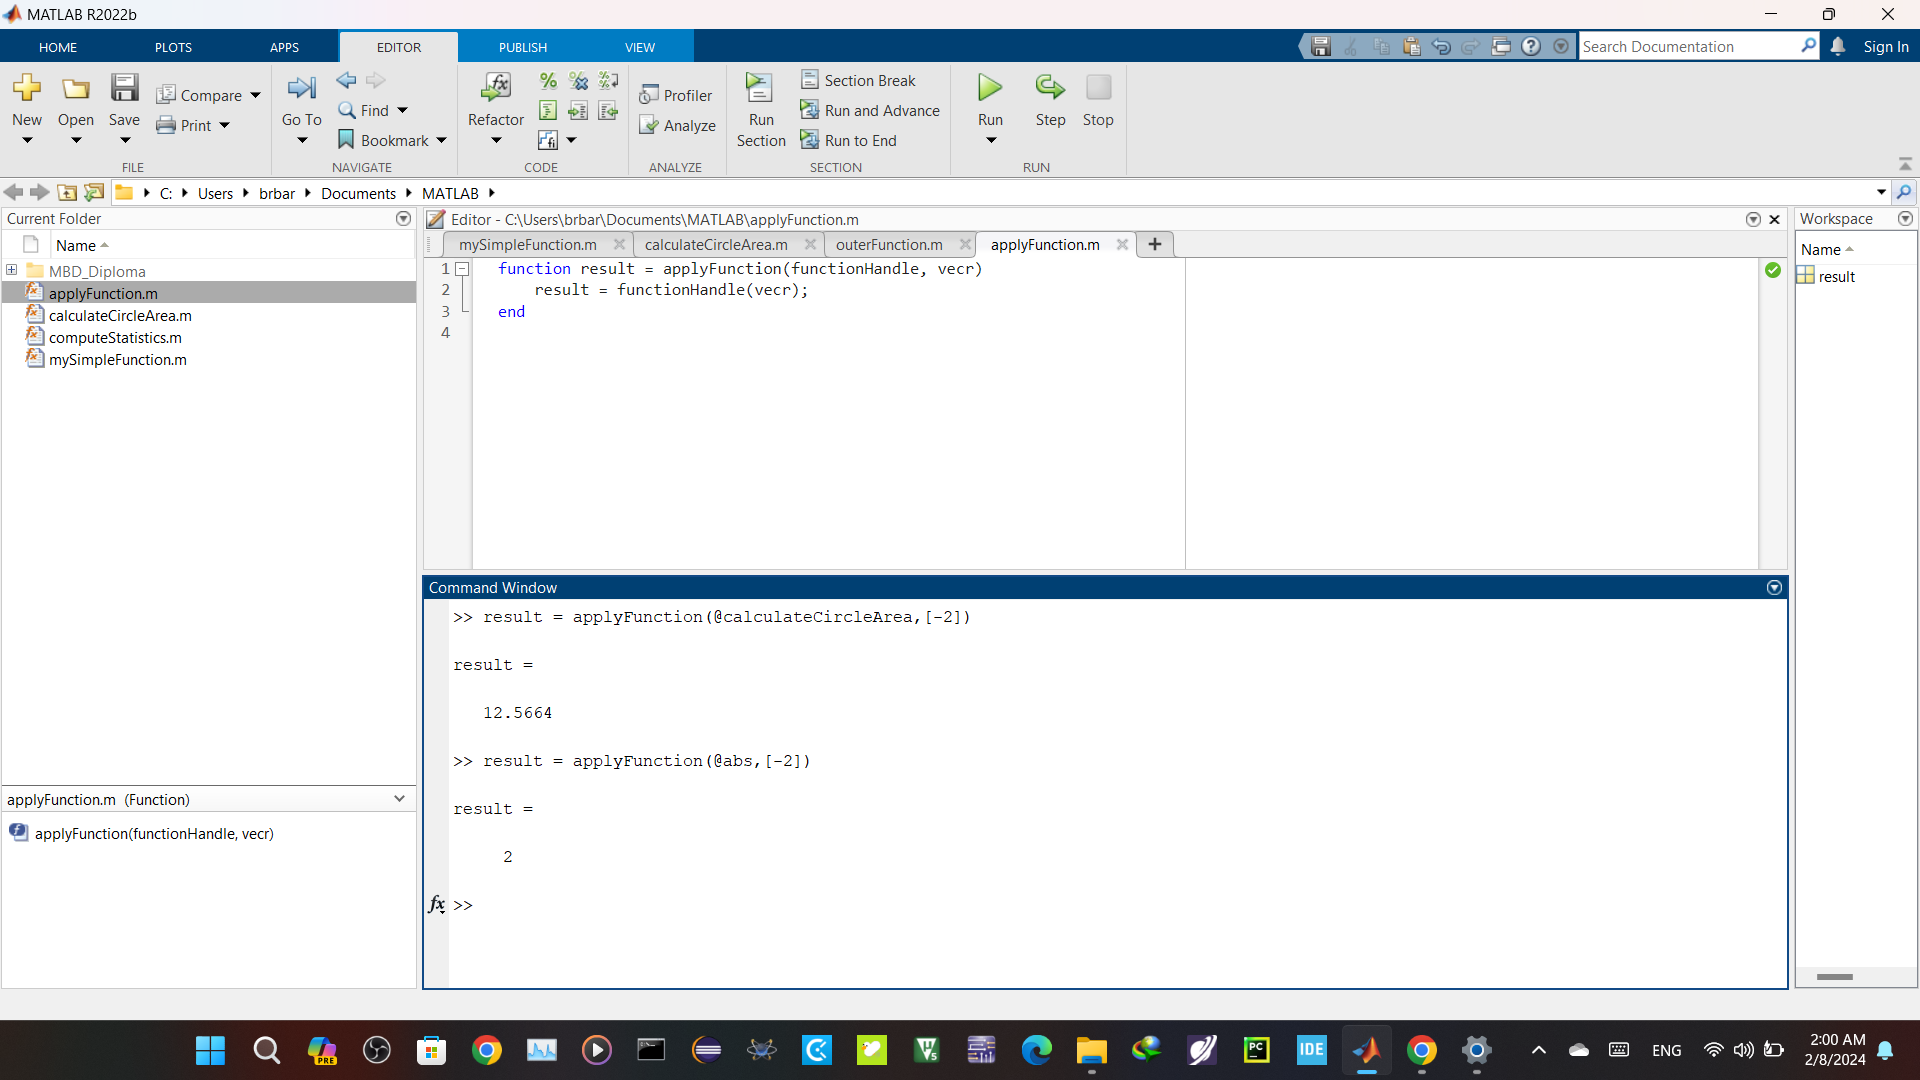 MATLAB R2022b
HOME PLOTS APPS EDITOR PUBLISH VIEW
Search Documentation
Sign In
New Open Save
Compare
Print
FILE
Go To
Find
Bookmark
NAVIGATE
Refactor
CODE
Profiler
Analyze
ANALYZE
Run Section
Section Break
Run and Advance
Run to End
SECTION
Run Step Stop
RUN
C: Users brbar Documents MATLAB
Current Folder
Name
MBD_Diploma
applyFunction.m
calculateCircleArea.m
computeStatistics.m
mySimpleFunction.m
applyFunction.m (Function)
applyFunction(functionHandle, vecr)
Editor - C:\Users\brbar\Documents\MATLAB\applyFunction.m
mySimpleFunction.m calculateCircleArea.m outerFunction.m applyFunction.m
1 function result = applyFunction(functionHandle, vecr)
2 result = functionHandle(vecr);
3 end
4
Command Window
>> result = applyFunction(@calculateCircleArea,[-2])
result =
12.5664
>> result = applyFunction(@abs,[-2])
result =
2
fx >>
Workspace
Name
result
PRE
PC
IDE
ENG
2:00 AM
2/8/2024